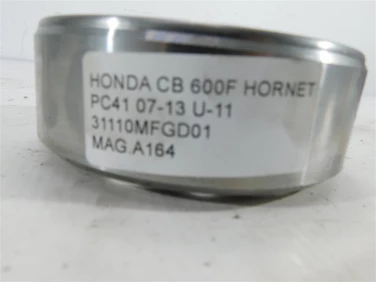 HONDA CB 600F HORNET
PC41 07-13 U-11
31110MFGD01
MAG.A164